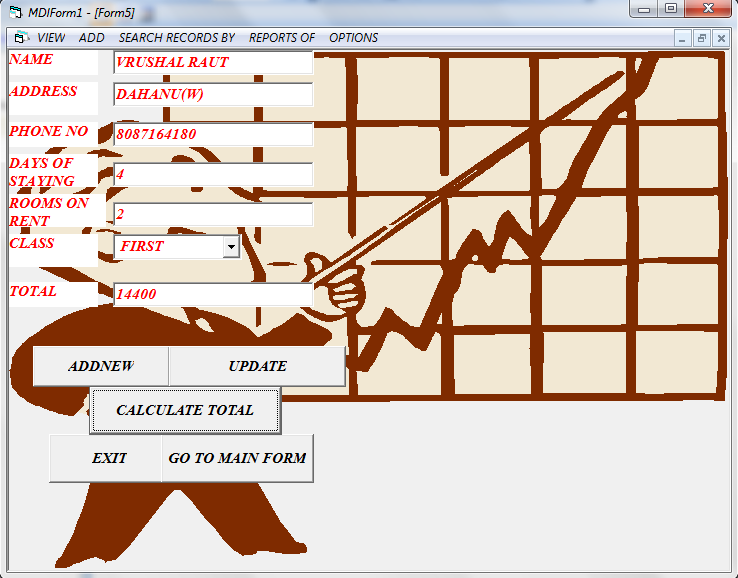 MDIForm1 - [Form5]
VIEW ADD SEARCH RECORDS BY REPORTS OF OPTIONS
NAME VRUSHAL RAUT
ADDRESS DAHANU(W)
PHONE NO 8087164180
DAYS OF
STAYING 4
ROOMS ON
RENT 2
CLASS FIRST
TOTAL 14400
ADDNEW UPDATE
CALCULATE TOTAL
EXIT GO TO MAIN FORM